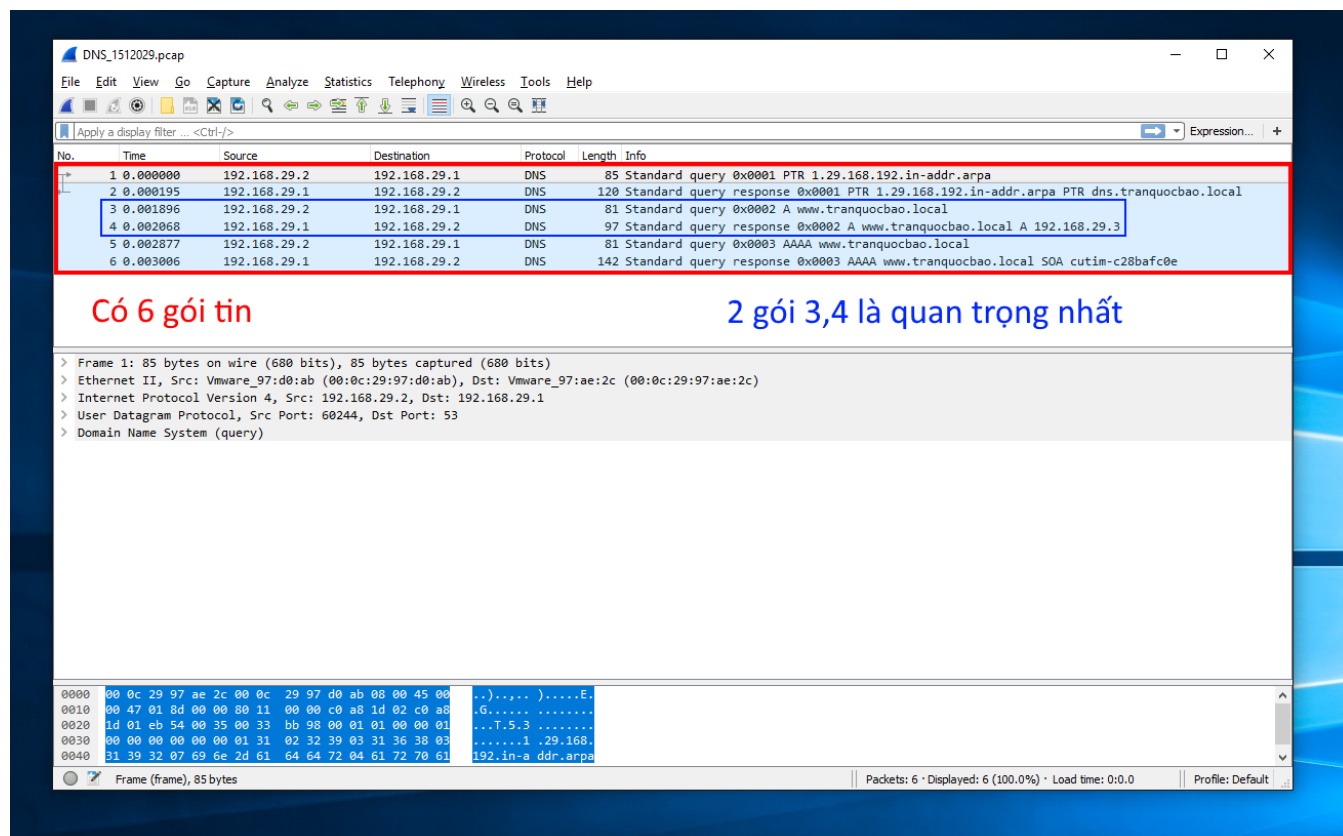 DNS_1512029.pcap
File Edit View Go Capture Analyze Statistics Telephony Wireless Tools Help
Apply a display filter ... <Ctrl-/> Expression... +
No. Time Source Destination Protocol Length Info
1 0.000000 192.168.29.2 192.168.29.1 DNS 85 Standard query 0x0001 PTR 1.29.168.192.in-addr.arpa
2 0.000195 192.168.29.1 192.168.29.2 DNS 120 Standard query response 0x0001 PTR 1.29.168.192.in-addr.arpa PTR dns.tranquocbao.local
3 0.001896 192.168.29.2 192.168.29.1 DNS 81 Standard query 0x0002 A www.tranquocbao.local
4 0.002068 192.168.29.1 192.168.29.2 DNS 97 Standard query response 0x0002 A www.tranquocbao.local A 192.168.29.3
5 0.002877 192.168.29.2 192.168.29.1 DNS 81 Standard query 0x0003 AAAA www.tranquocbao.local
6 0.003006 192.168.29.1 192.168.29.2 DNS 142 Standard query response 0x0003 AAAA www.tranquocbao.local SOA cutim-c28bafc0e
Có 6 gói tin 2 gói 3,4 là quan trọng nhất
> Frame 1: 85 bytes on wire (680 bits), 85 bytes captured (680 bits)
> Ethernet II, Src: Vmware_97:d0:ab (00:0c:29:97:d0:ab), Dst: Vmware_97:ae:2c (00:0c:29:97:ae:2c)
> Internet Protocol Version 4, Src: 192.168.29.2, Dst: 192.168.29.1
> User Datagram Protocol, Src Port: 60244, Dst Port: 53
> Domain Name System (query)
0000 00 0c 29 97 ae 2c 00 0c 29 97 d0 ab 08 00 45 00 ..)..,.. ).....E.
0010 00 47 01 8d 00 00 80 11 00 00 c0 a8 1d 02 c0 a8 .G...... ........
0020 1d 01 eb 54 00 35 00 33 bb 98 00 01 01 00 00 01 ...T.5.3 ........
0030 00 00 00 00 00 00 01 31 02 32 39 03 31 36 38 03 .......1 .29.168.
0040 31 39 32 07 69 6e 2d 61 64 64 72 04 61 72 70 61 192.in-a ddr.arpa
Frame (frame), 85 bytes Packets: 6 · Displayed: 6 (100.0%) · Load time: 0:0.0 Profile: Default